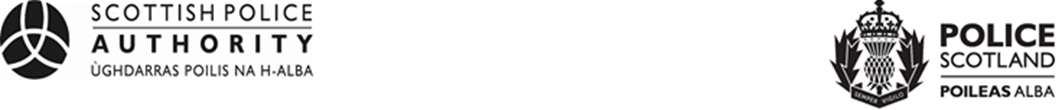 SCOTTISH POLICE
AUTHORITY
ÙGHDARRAS POILIS NA H-ALBA
POLICE
SCOTLAND
POILEAS ALBA
SEMPER VIGILO